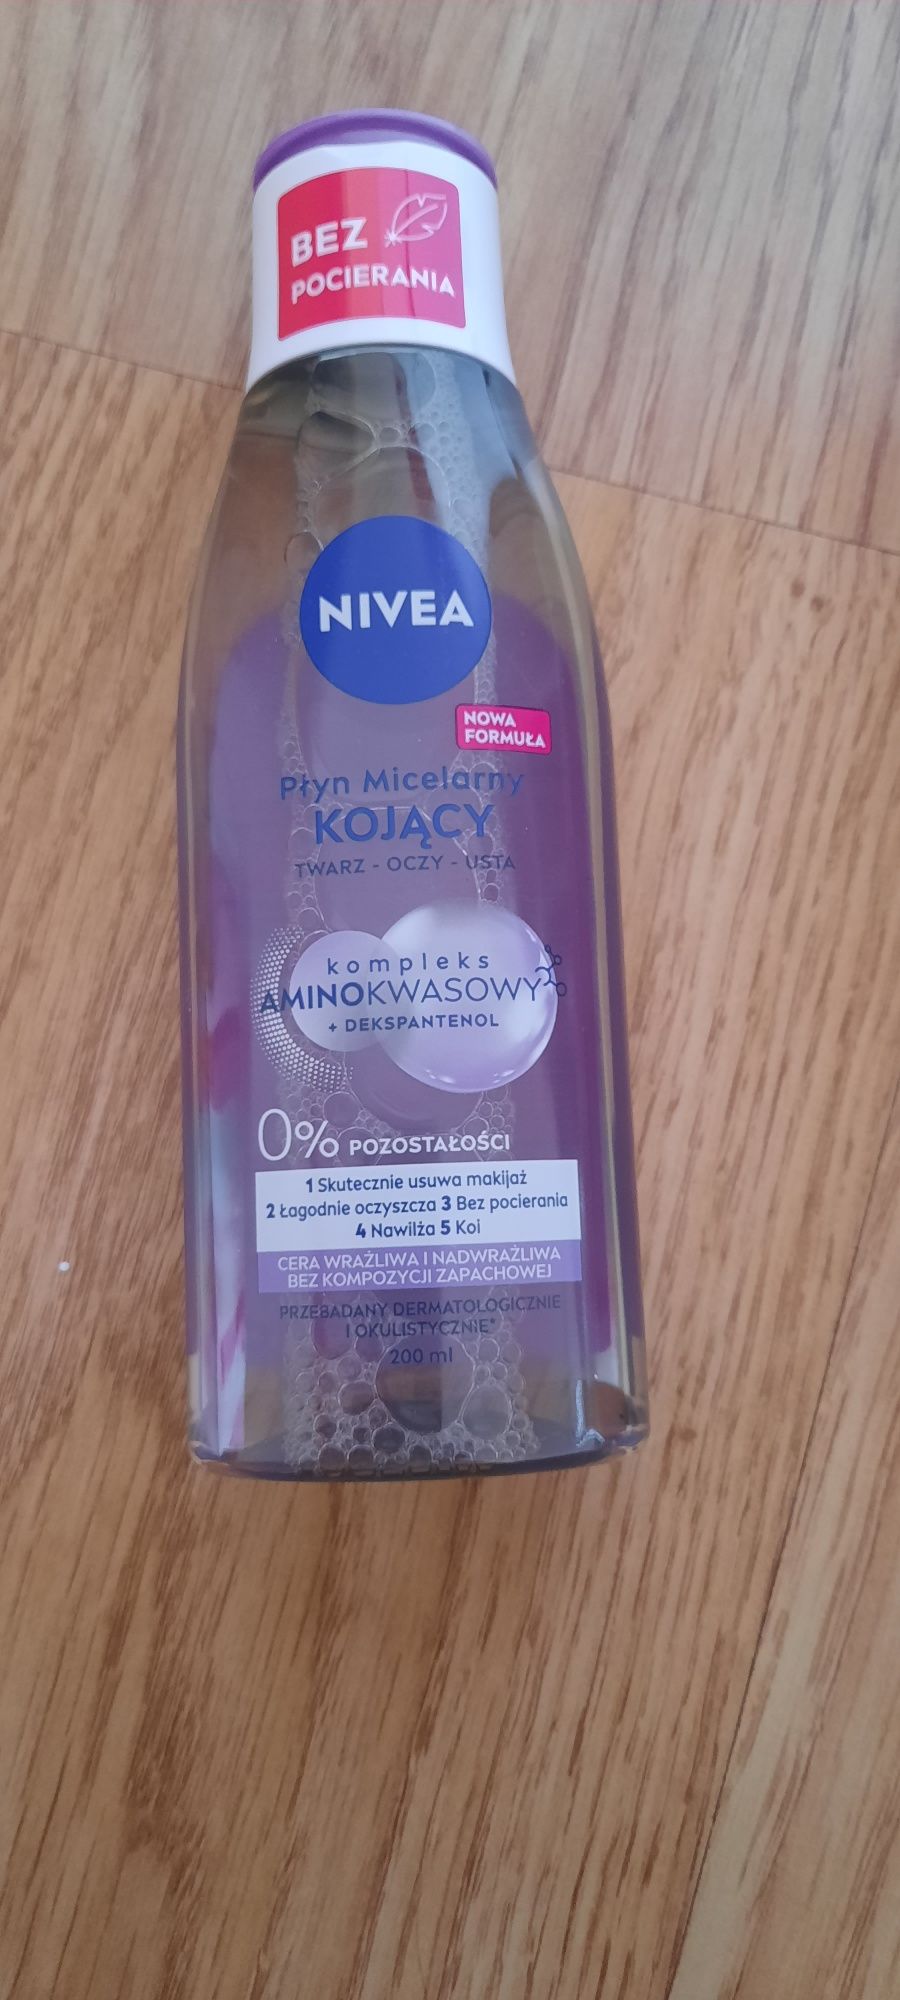 BEZ
POCIERANIA
NIVEA
NOWA
FORMUŁA
Płyn Micelarny
KOJĄCY
TWARZ - OCZY - USTA
kompleks
AMINOKWASOWY
+ DEKSPANTENOL
0% POZOSTAŁOŚCI
1 Skutecznie usuwa makijaż
2 Łagodnie oczyszcza 3 Bez pocierania
4 Nawilża 5 Koi
CERA WRAŻLIWA I NADWRAŻLIWA
BEZ KOMPOZYCJI ZAPACHOWEJ
PRZEBADANY DERMATOLOGICZNIE
I OKULISTYCZNIE*
200 ml